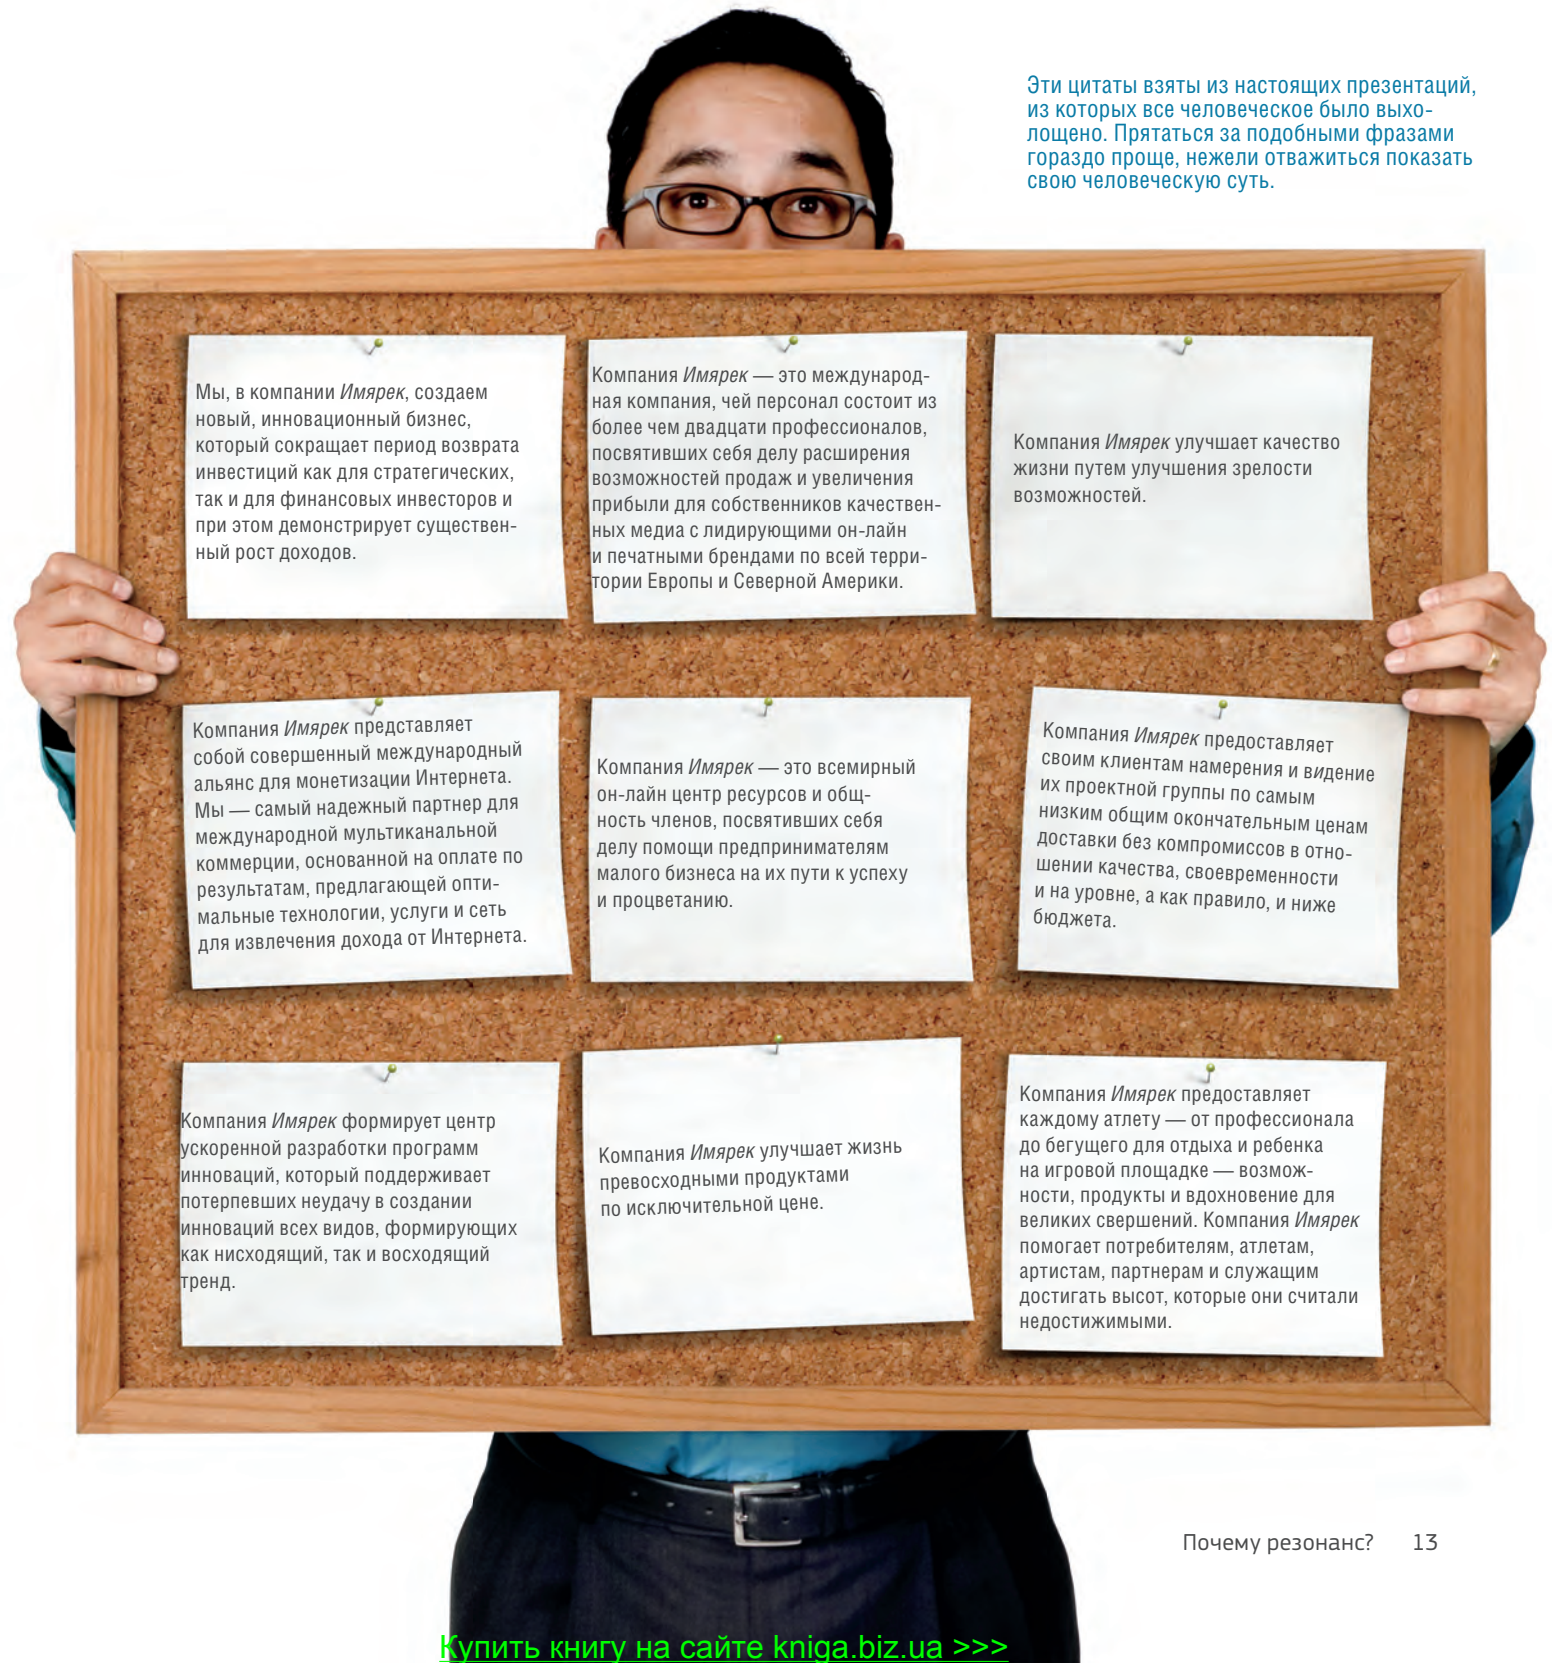 Эти цитаты взяты из настоящих презентаций,
из которых все человеческое было выхо-
лощено. Прятаться за подобными фразами
гораздо проще, нежели отважиться показать
свою человеческую суть.
Мы, в компании Имярек, создаем
новый, инновационный бизнес,
который сокращает период возврата
инвестиций как для стратегических,
так и для финансовых инвесторов и
при этом демонстрирует существен-
ный рост доходов.
Компания Имярек — это международ-
ная компания, чей персонал состоит из
более чем двадцати профессионалов,
посвятивших себя делу расширения
возможностей продаж и увеличения
прибыли для собственников качествен-
ных медиа с лидирующими он-лайн
и печатными брендами по всей терри-
тории Европы и Северной Америки.
Компания Имярек улучшает качество
жизни путем улучшения зрелости
возможностей.
Компания Имярек представляет
собой совершенный международный
альянс для монетизации Интернета.
Мы — самый надежный партнер для
международной мультиканальной
коммерции, основанной на оплате по
результатам, предлагающей опти-
мальные технологии, услуги и сеть
для извлечения дохода от Интернета.
Компания Имярек — это всемирный
он-лайн центр ресурсов и общ-
ность членов, посвятивших себя
делу помощи предпринимателям
малого бизнеса на их пути к успеху
и процветанию.
Компания Имярек предоставляет
своим клиентам намерения и видение
их проектной группы по самым
низким общим окончательным ценам
доставки без компромиссов в отно-
шении качества, своевременности
и на уровне, а как правило, и ниже
бюджета.
Компания Имярек формирует центр
ускоренной разработки программ
инноваций, который поддерживает
потерпевших неудачу в создании
инноваций всех видов, формирующих
как нисходящий, так и восходящий
тренд.
Компания Имярек улучшает жизнь
превосходными продуктами
по исключительной цене.
Компания Имярек предоставляет
каждому атлету — от профессионала
до бегущего для отдыха и ребенка
на игровой площадке — возмож-
ности, продукты и вдохновение для
великих свершений. Компания Имярек
помогает потребителям, атлетам,
артистам, партнерам и служащим
достигать высот, которые они считали
недостижимыми.
Почему резонанс? 13
Купить книгу на сайте kniga.biz.ua >>>